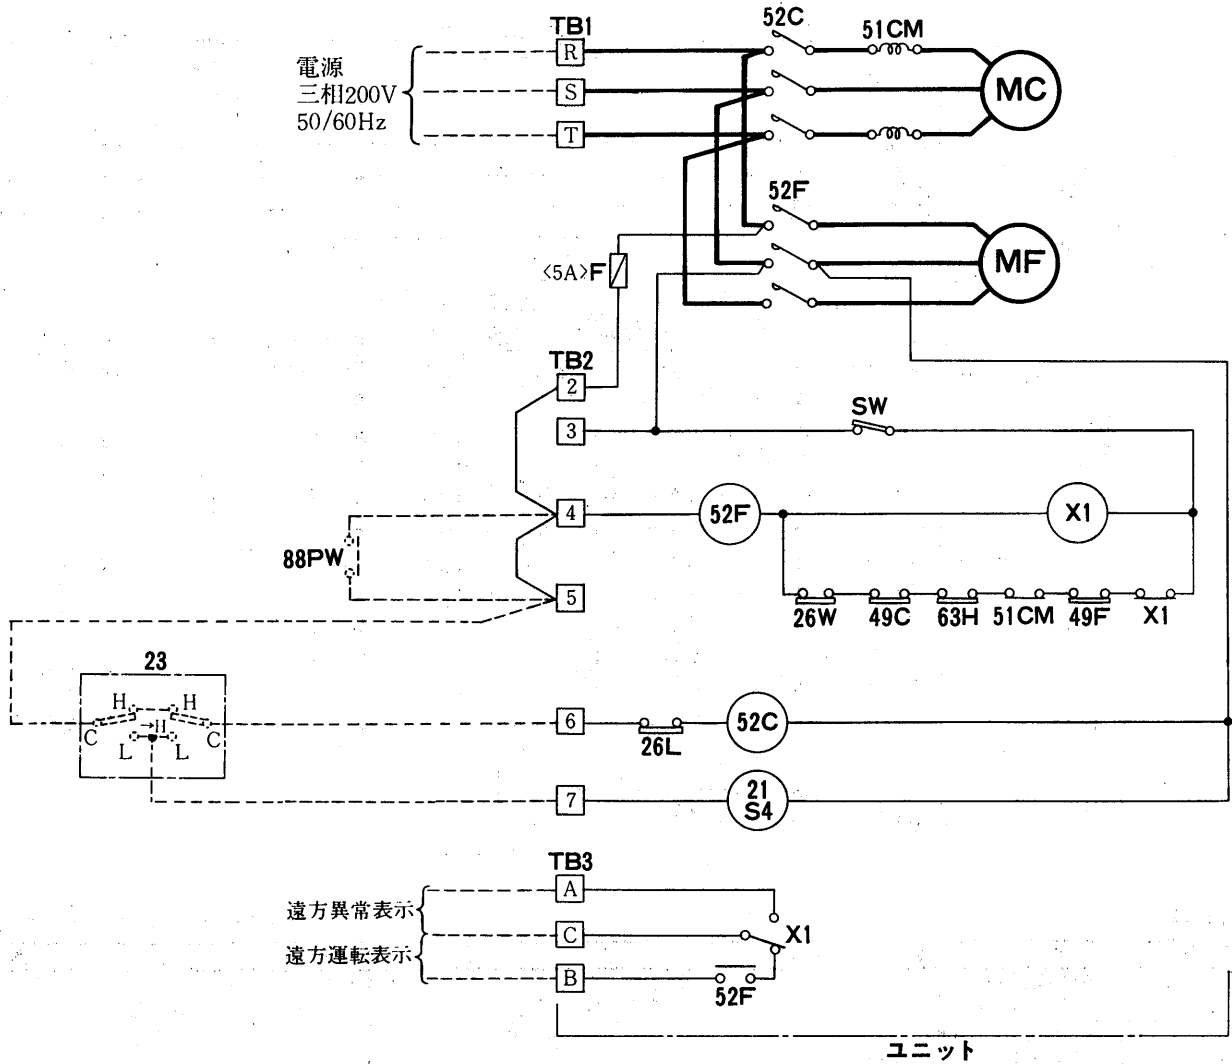 TB1
52C
51CM
R
電源
三相200V
50/60Hz
S
MC
T
52F
<5A>F
MF
TB2
2
3
SW
4
52F
X1
88PW
5
26W
49C
63H
51CM
49F
X1
23
H
H
→H
C
C
L
L
6
26L
52C
7
21
S4
TB3
A
遠方異常表示
C
X1
遠方運転表示
B
52F
ユニット